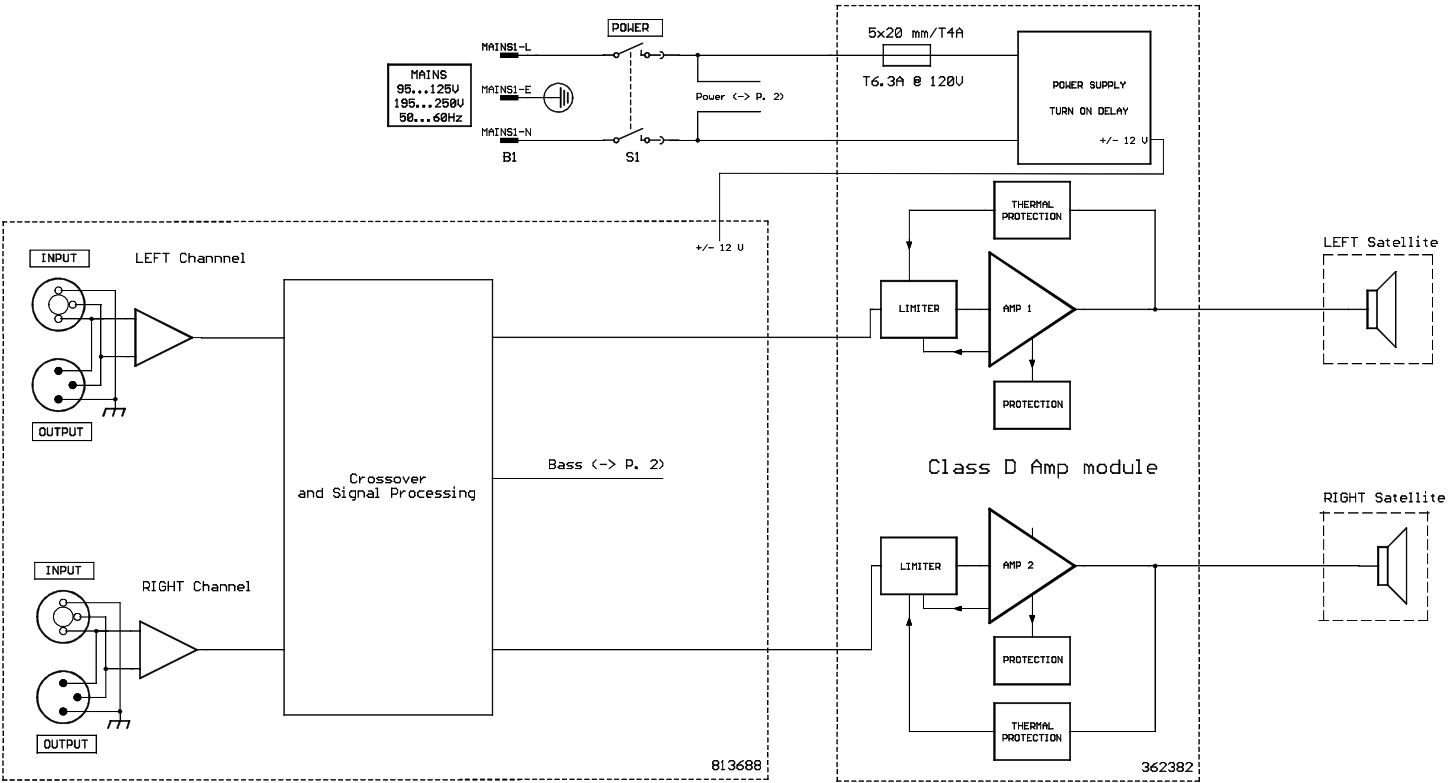 POWER
MAINS1-L
5x20 mm/T4A
MAINS
95...125V
195...250V
50...60Hz
MAINS1-E
Power (-> P. 2)
T6.3A @ 120V
POWER SUPPLY
TURN ON DELAY
+/- 12 V
MAINS1-N
B1
S1
THERMAL
PROTECTION
+/- 12 V
INPUT
LEFT Channnel
LEFT Satellite
LIMITER
AMP 1
PROTECTION
OUTPUT
Bass (-> P. 2)
Class D Amp module
Crossover
and Signal Processing
RIGHT Satellite
INPUT
RIGHT Channel
LIMITER
AMP 2
PROTECTION
THERMAL
PROTECTION
OUTPUT
813688
362382